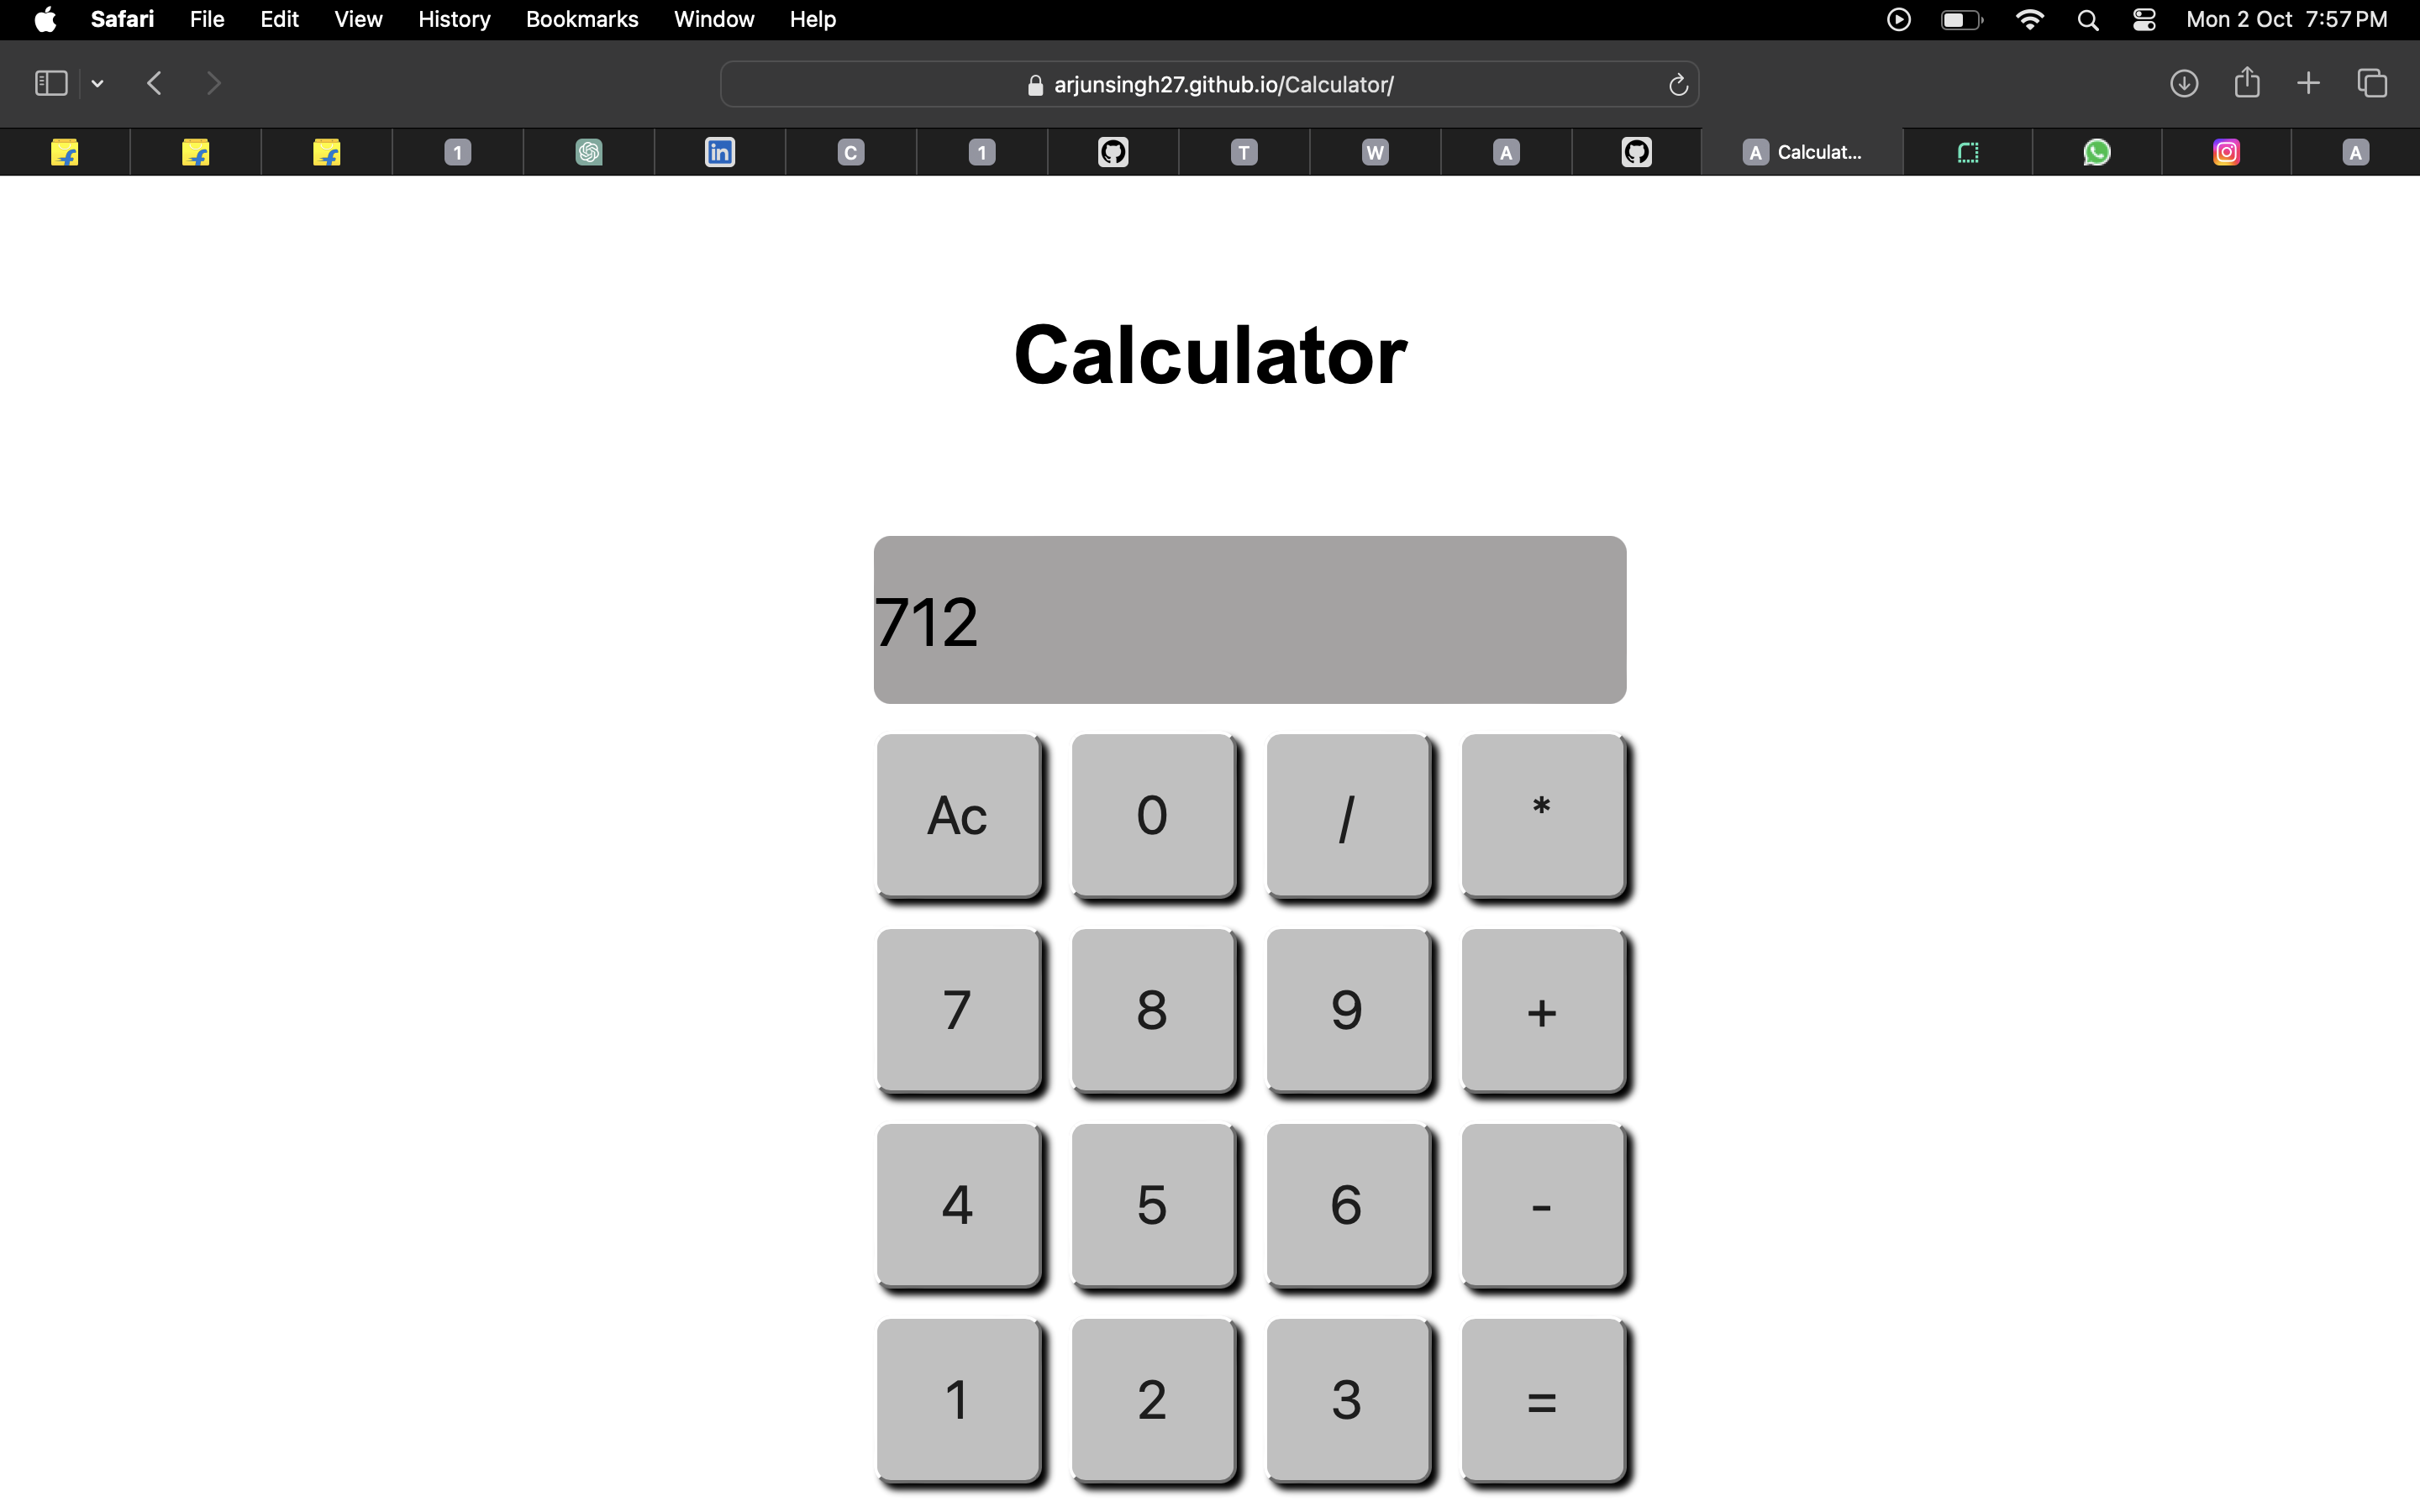 Safari File Edit View History Bookmarks Window Help Mon 2 Oct 7:57 PM
arjunsingh27.github.io/Calculator/
1 in C 1 T W A A Calculat... A
Calculator
712
Ac 0 / *
7 8 9 +
4 5 6 -
1 2 3 =